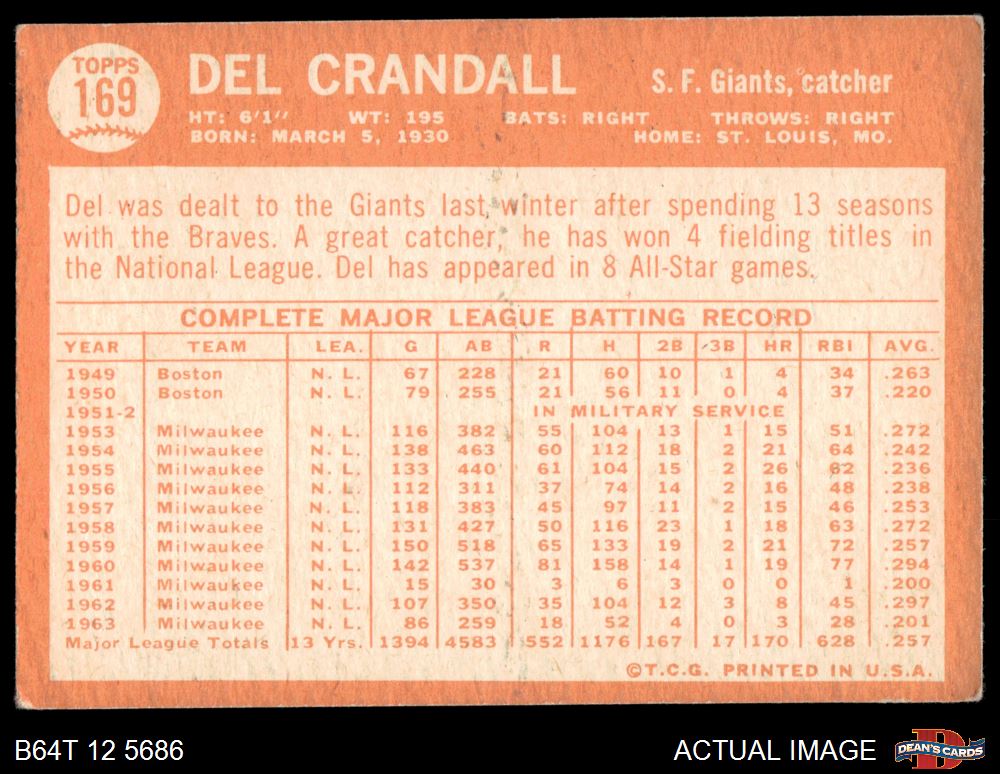 TOPPS
169
DEL CRANDALL
S. F. Giants, catcher
HT: 6'1" WT: 195 BATS: RIGHT THROWS: RIGHT
BORN: MARCH 5, 1930 HOME: ST. LOUIS, MO.
Del was dealt to the Giants last winter after spending 13 seasons
with the Braves. A great catcher, he has won 4 fielding titles in
the National League. Del has appeared in 8 All-Star games.
COMPLETE MAJOR LEAGUE BATTING RECORD
YEAR TEAM LEA. G AB R H 2B 3B HR RBI AVG.
1949 Boston N. L. 67 228 21 60 10 1 4 34 .263
1950 Boston N. L. 79 255 21 56 11 0 4 37 .220
1951-2 IN MILITARY SERVICE
1953 Milwaukee N. L. 116 382 55 104 13 1 15 51 .272
1954 Milwaukee N. L. 138 463 60 112 18 2 21 64 .242
1955 Milwaukee N. L. 133 440 61 104 15 2 26 62 .236
1956 Milwaukee N. L. 112 311 37 74 14 2 16 48 .238
1957 Milwaukee N. L. 118 383 45 97 11 2 15 46 .253
1958 Milwaukee N. L. 131 427 50 116 23 1 18 63 .272
1959 Milwaukee N. L. 150 518 65 133 19 2 21 72 .257
1960 Milwaukee N. L. 142 537 81 158 14 1 19 77 .294
1961 Milwaukee N. L. 15 30 3 6 3 0 0 1 .200
1962 Milwaukee N. L. 107 350 35 104 12 3 8 45 .297
1963 Milwaukee N. L. 86 259 18 52 4 0 3 28 .201
Major League Totals 13 Yrs. 1394 4583 552 1176 167 17 170 628 .257
©T.C.G. PRINTED IN U.S.A.
B64T 12 5686
ACTUAL IMAGE
D
DEAN'S CARDS